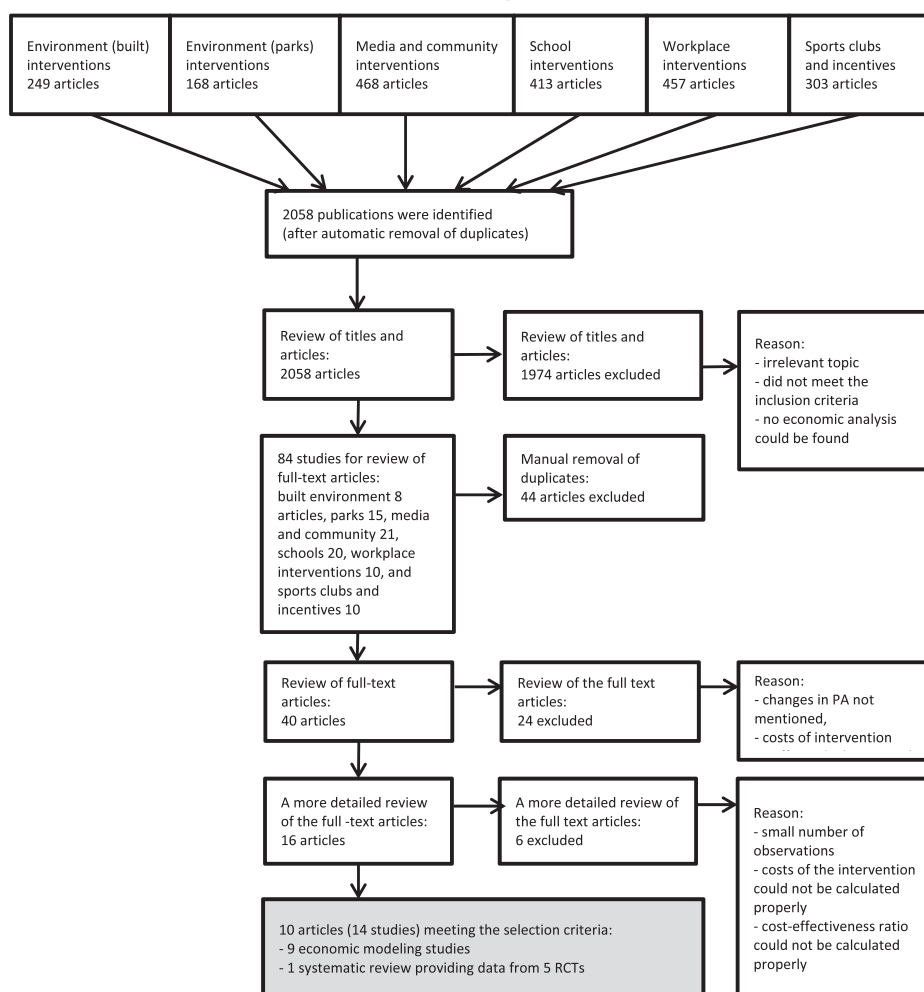 Environment (built)
interventions
249 articles
Environment (parks)
interventions
168 articles
Media and community
interventions
468 articles
School
interventions
413 articles
Workplace
interventions
457 articles
Sports clubs
and incentives
303 articles
2058 publications were identified
(after automatic removal of duplicates)
Review of titles and
articles:
2058 articles
Review of titles and
articles:
1974 articles excluded
Reason:
- irrelevant topic
- did not meet the
inclusion criteria
- no economic analysis
could be found
84 studies for review of
full-text articles:
built environment 8
articles, parks 15, media
and community 21,
schools 20, workplace
interventions 10, and
sports clubs and
incentives 10
Manual removal of
duplicates:
44 articles excluded
Review of full-text
articles:
40 articles
Review of the full text
articles:
24 excluded
Reason:
- changes in PA not
mentioned,
- costs of intervention
A more detailed review
of the full -text articles:
16 articles
A more detailed review of
the full text articles:
6 excluded
Reason:
- small number of
observations
- costs of the intervention
could not be calculated
properly
- cost-effectiveness ratio
could not be calculated
properly
10 articles (14 studies) meeting the selection criteria:
- 9 economic modeling studies
- 1 systematic review providing data from 5 RCTs